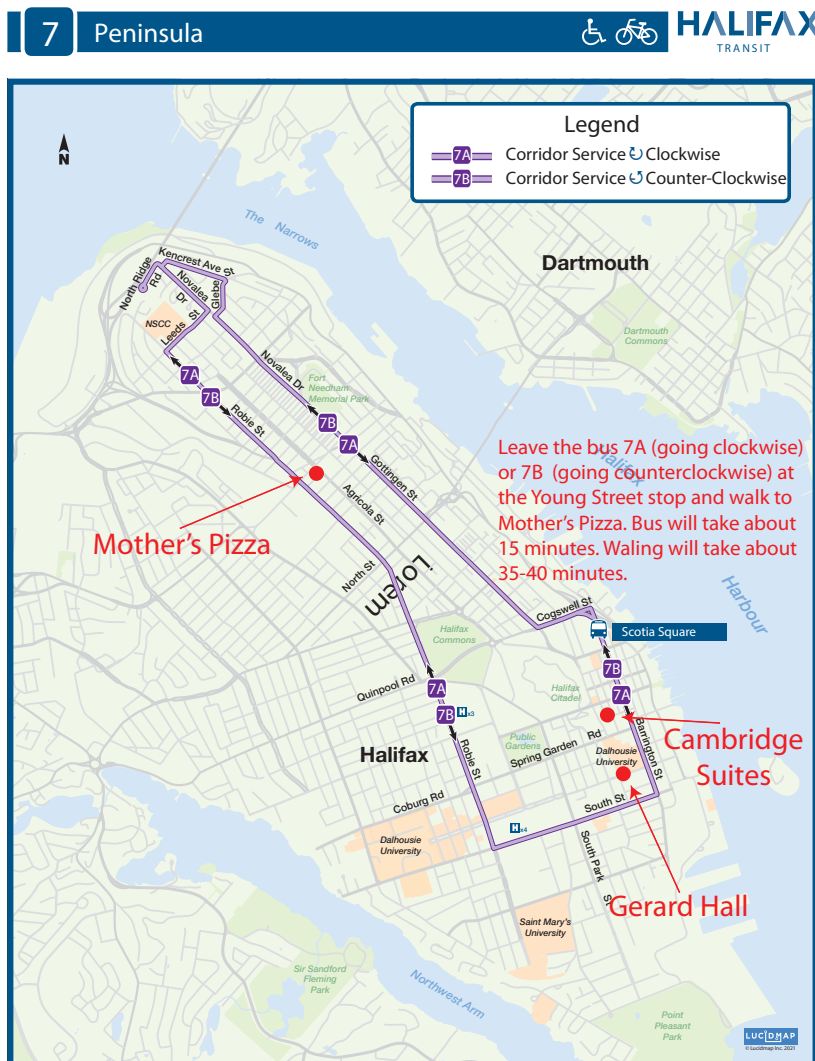 7 Peninsula
HALIFAX
TRANSIT
Legend
7A Corridor Service Clockwise
7B Corridor Service Counter-Clockwise
N
The Narrows
Dartmouth
Dartmouth
Commons
North Ridge
Rd
Kencrest Ave St
Novalea
Dr
Glebe
NSCC
Leeds St
7A
7B
Robie St
Novalea Dr
Fort
Needham
Memorial Park
7B
7A
Gottingen St
Agricola St
Halifax
Harbour
Leave the bus 7A (going clockwise)
or 7B (going counterclockwise) at
the Young Street stop and walk to
Mother's Pizza. Bus will take about
15 minutes. Waling will take about
35-40 minutes.
Mother's Pizza
North St
Lorem
Cogswell St
Scotia Square
Halifax
Commons
7B
7A
Quinpool Rd
7A
7B
H x3
Halifax
Citadel
Public
Gardens
Barrington St
Cambridge
Suites
Halifax
Robie St
Spring Garden Rd
Dalhousie
University
Coburg Rd
South St
Dalhousie
University
H x4
South Park
St
Gerard Hall
Saint Mary's
University
Sir Sandford
Fleming
Park
Northwest Arm
Point
Pleasant
Park
LUCIDMAP
© Lucidmap Inc. 2021